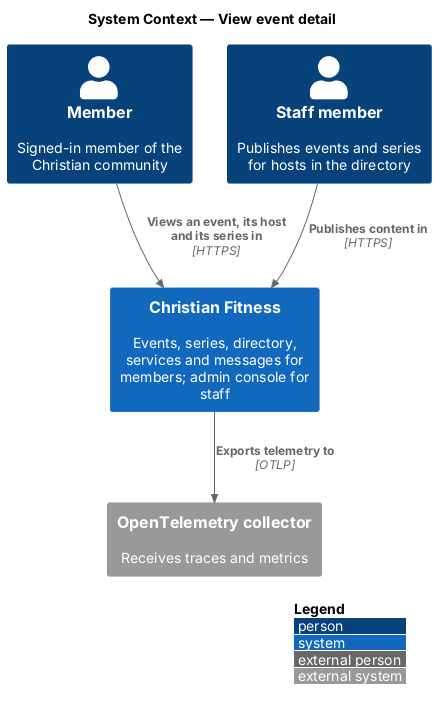 System Context — View event detail
Member
Signed-in member of the
Christian community
Staff member
Publishes events and series
for hosts in the directory
Views an event, its host
and its series in
[HTTPS]
Publishes content in
[HTTPS]
Christian Fitness
Events, series, directory,
services and messages for
members; admin console for
staff
Exports telemetry to
[OTLP]
OpenTelemetry collector
Receives traces and metrics
Legend
person
system
external person
external system